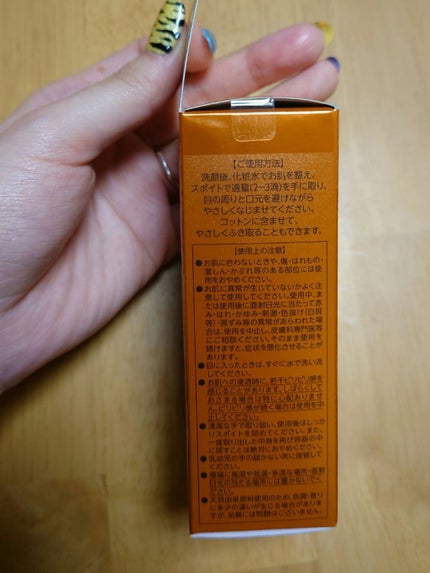 【ご使用方法】
洗顔後、化粧水でお肌を整え、
スポイトで適量(2~3滴)を手に取り、
目の周りと口元を避けながら
やさしくなじませてください。
コットンに含ませて、
やさしくふき取ることもできます。
【使用上の注意】
●お肌に合わないときや、傷・はれもの・
湿しん・かぶれ等のある部位には使
用をおやめください。
●お肌に異常が生じていないかよく注
意して使用してください。使用中、ま
たは使用後に直射日光に当たって赤
み・はれ・かゆみ・刺激・色抜け(白斑
等)・黒ずみ等の異常があらわれた場
合は、使用を中止し、皮膚科専門医等
にご相談ください。そのまま使用を
続けますと、症状を悪化させることが
あります。
●目に入ったときは、すぐに水で洗い流
してください。
●お肌への浸透時に、若干ピリピリ感を
感じることがあります。しばらくして
おさまる場合は特に心配ありませ
ん。ピリピリ感が続く場合は使用を中
止してください。
●清潔な手で取り扱い、使用後はしっか
りスポイトを閉めてください。また、
一度取り出した中身を再び容器の中
に戻すことは絶対におやめください。
●乳幼児の手の届かない所に保管して
ください。
●極端に高温や低温・多湿な場所・直射
日光の当たる場所には置かないでく
ださい。
●天然由来原料使用のため、色調・香り
に多少の違いが生じる場合がありま
すが、品質には問題はございません。